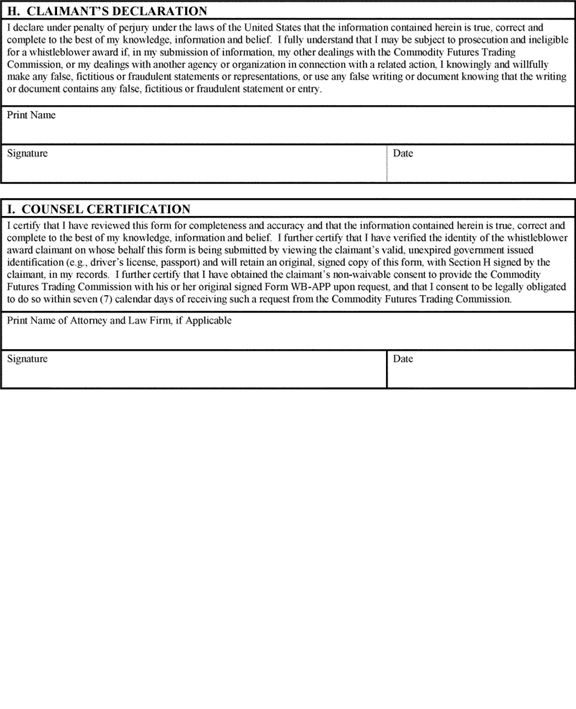 H. CLAIMANT'S DECLARATION
I declare under penalty of perjury under the laws of the United States that the information contained herein is true, correct and
complete to the best of my knowledge, information and belief. I fully understand that I may be subject to prosecution and ineligible
for a whistleblower award if, in my submission of information, my other dealings with the Commodity Futures Trading
Commission, or my dealings with another agency or organization in connection with a related action, I knowingly and willfully
make any false, fictitious or fraudulent statements or representations, or use any false writing or document knowing that the writing
or document contains any false, fictitious or fraudulent statement or entry.
Print Name
Signature Date
I. COUNSEL CERTIFICATION
I certify that I have reviewed this form for completeness and accuracy and that the information contained herein is true, correct and
complete to the best of my knowledge, information and belief. I further certify that I have verified the identity of the whistleblower
award claimant on whose behalf this form is being submitted by viewing the claimant's valid, unexpired government issued
identification (e.g., driver's license, passport) and will retain an original, signed copy of this form, with Section H signed by the
claimant, in my records. I further certify that I have obtained the claimant's non-waivable consent to provide the Commodity
Futures Trading Commission with his or her original signed Form WB-APP upon request, and that I consent to be legally obligated
to do so within seven (7) calendar days of receiving such a request from the Commodity Futures Trading Commission.
Print Name of Attorney and Law Firm, if Applicable
Signature Date